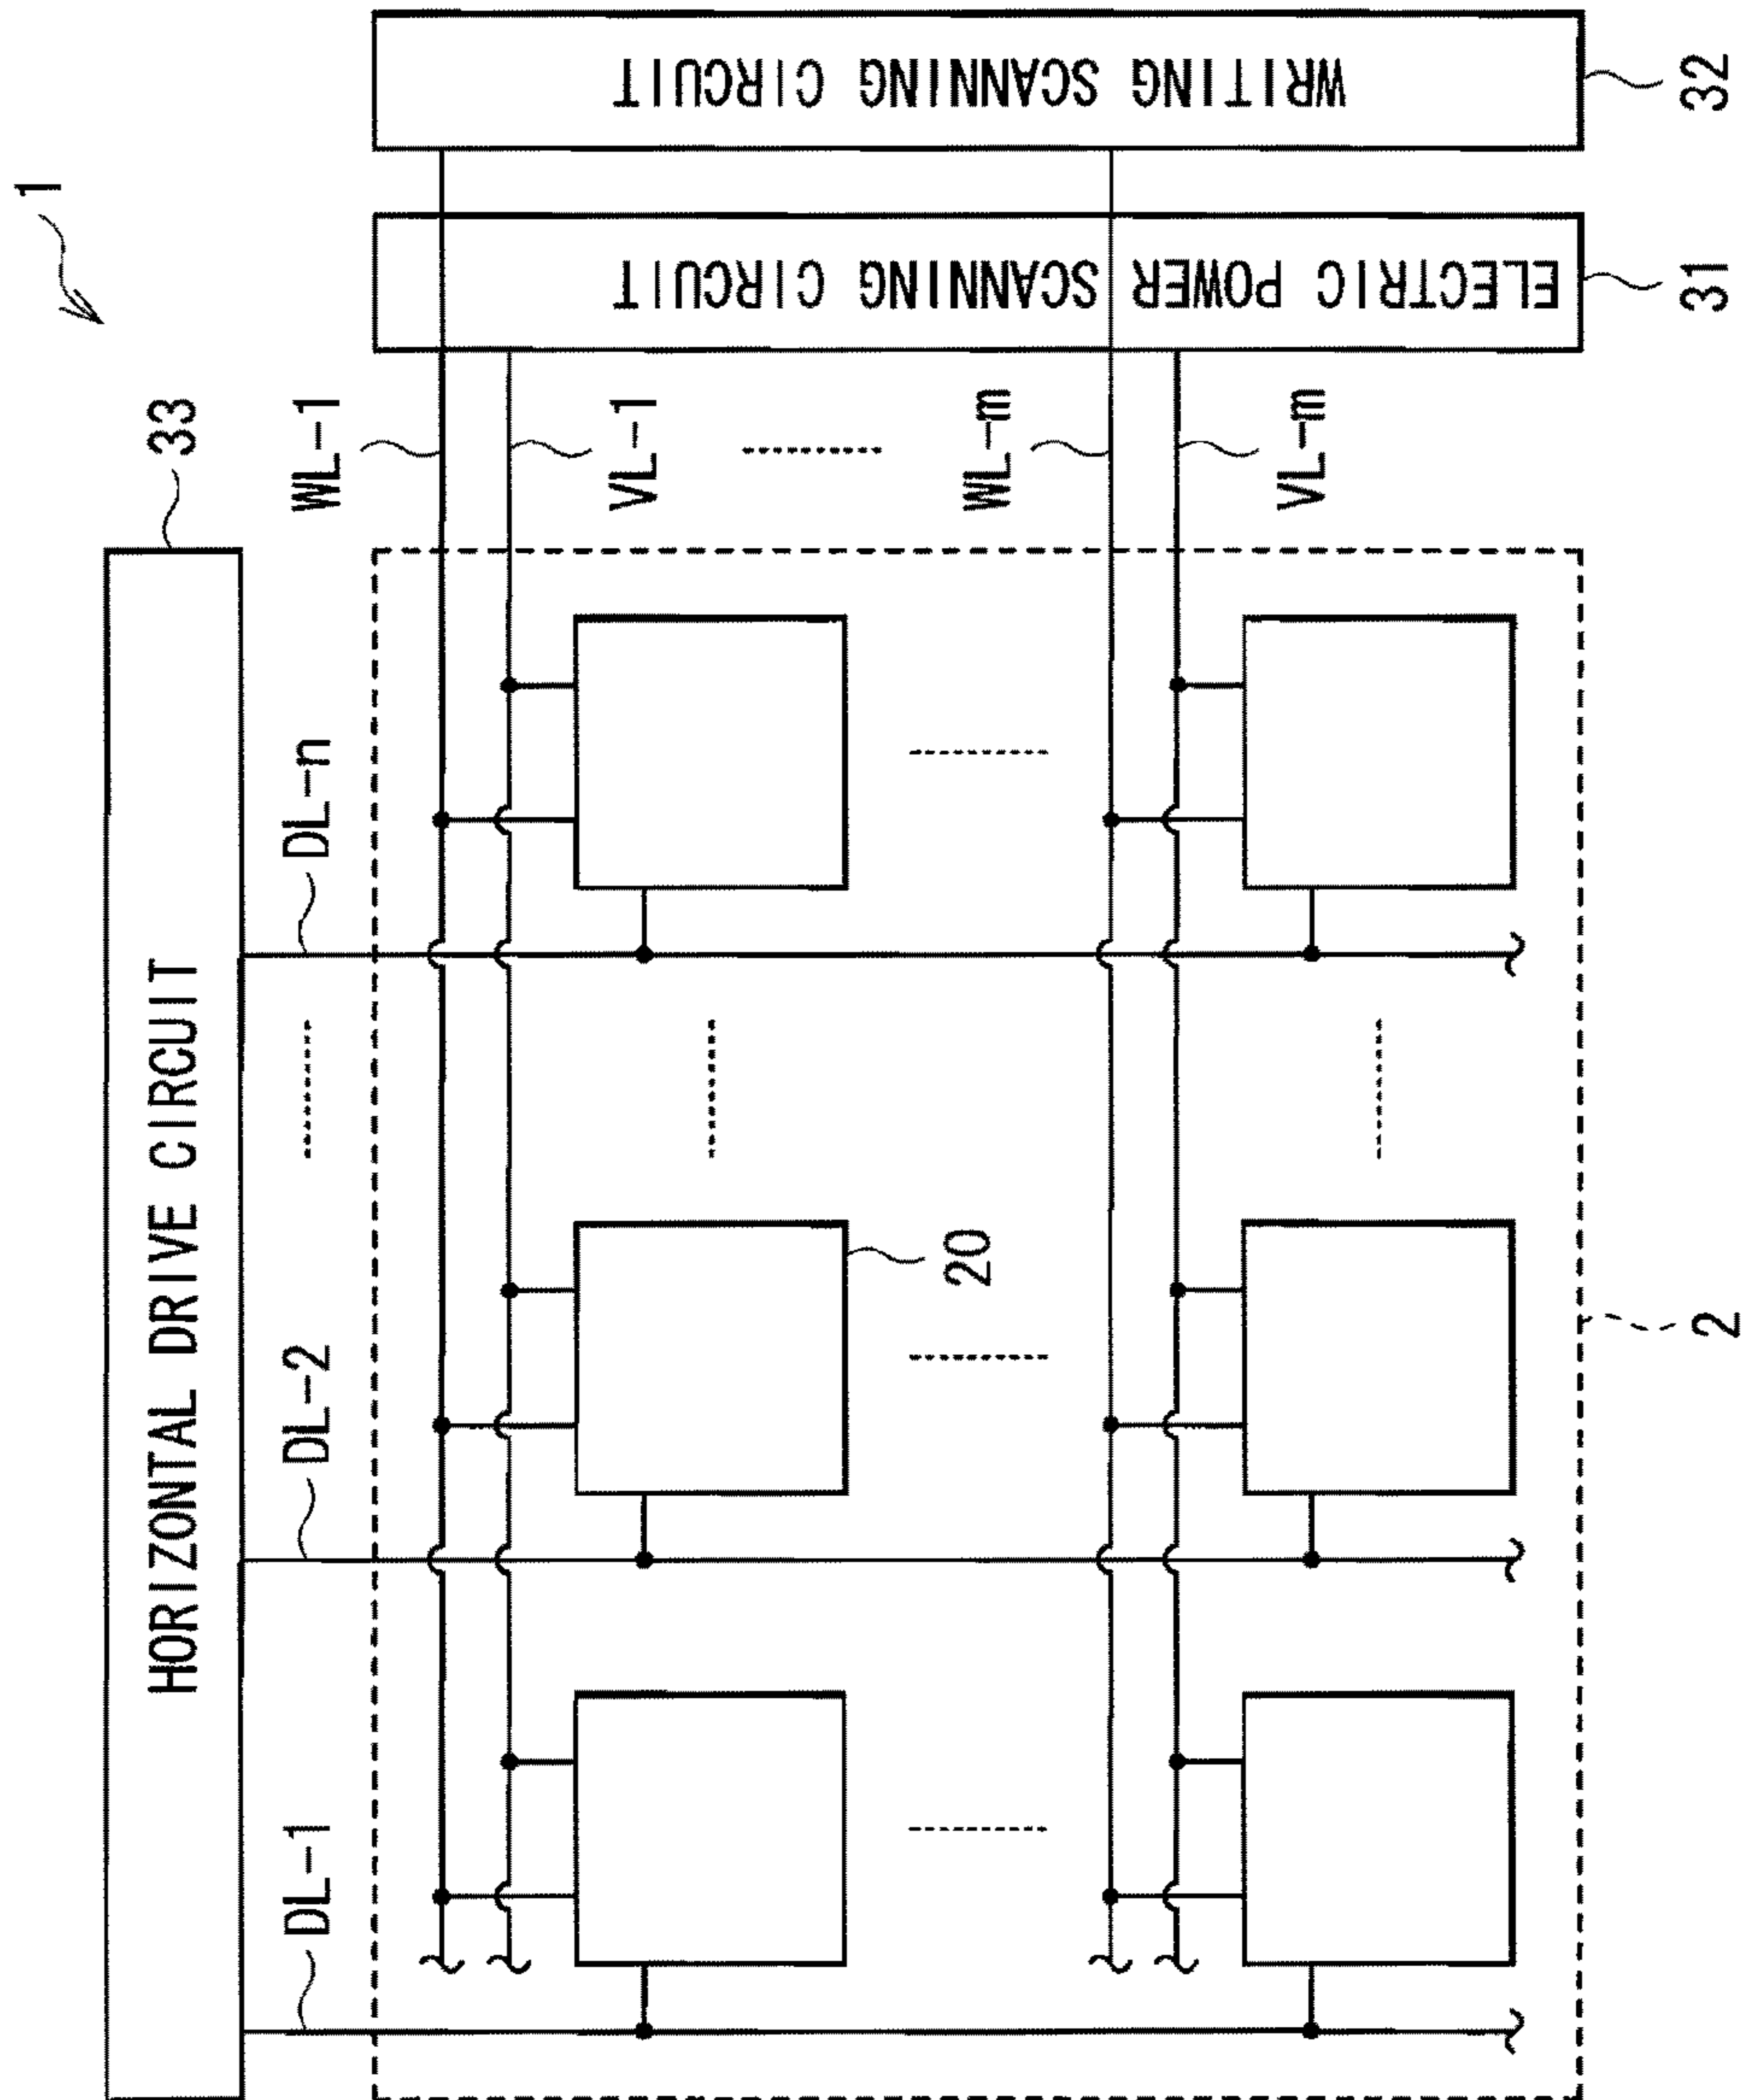 1
HORIZONTAL DRIVE CIRCUIT
33
DL-1
DL-2
DL-n
WL-1
VL-1
20
WL-m
VL-m
2
ELECTRIC POWER SCANNING CIRCUIT
31
WRITING SCANNING CIRCUIT
32